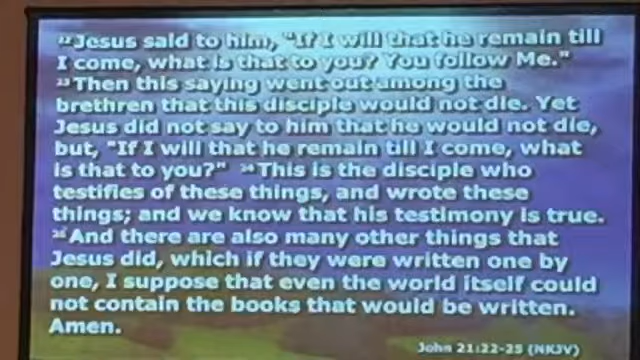 22Jesus said to him, "If I will that he remain till
I come, what is that to you? You follow Me."
23Then this saying went out among the
brethren that this disciple would not die. Yet
Jesus did not say to him that he would not die,
but, "If I will that he remain till I come, what
is that to you?" 24This is the disciple who
testifies of these things, and wrote these
things; and we know that his testimony is true.
25And there are also many other things that
Jesus did, which if they were written one by
one, I suppose that even the world itself could
not contain the books that would be written.
Amen.
John 21:22-25 (NKJV)